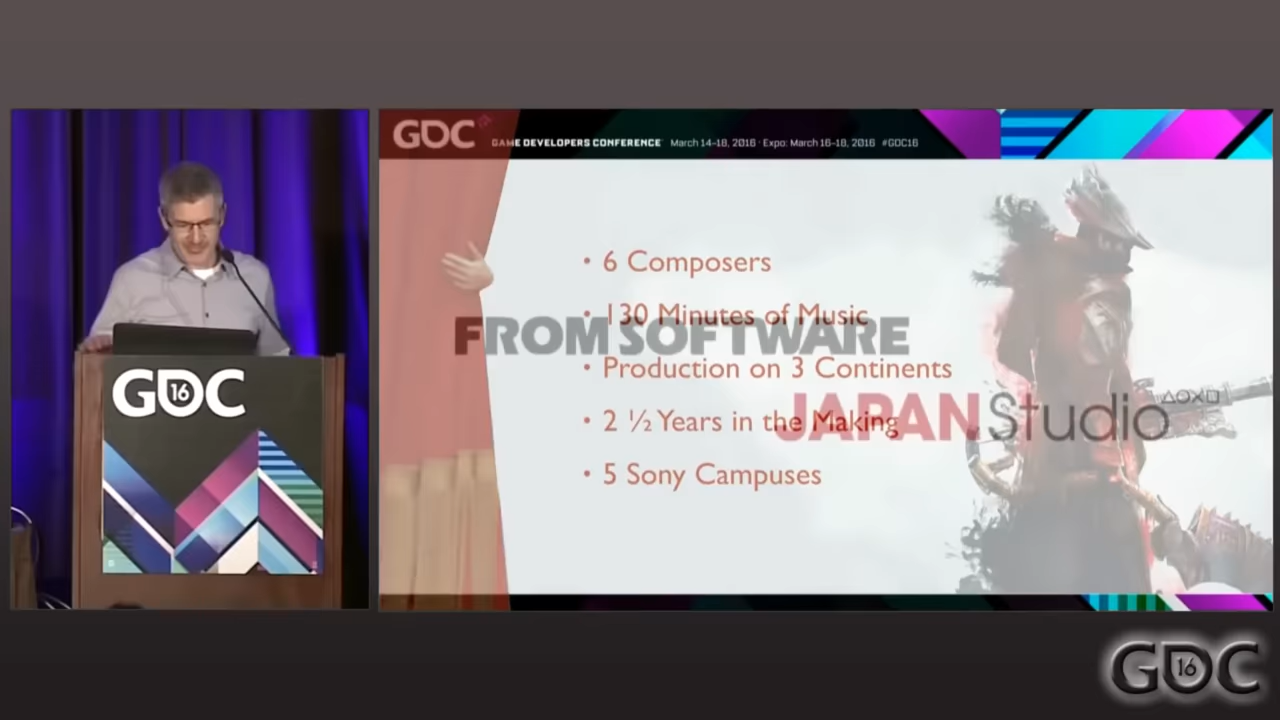 GDC
GAME DEVELOPERS CONFERENCE March 14-18, 2016 · Expo: March 16-18, 2016 #GDC16
• 6 Composers
• 130 Minutes of Music
FROMSOFTWARE
• Production on 3 Continents
JAPAN Studio
• 2 ½ Years in the Making
• 5 Sony Campuses
GDC
16
GDC
16